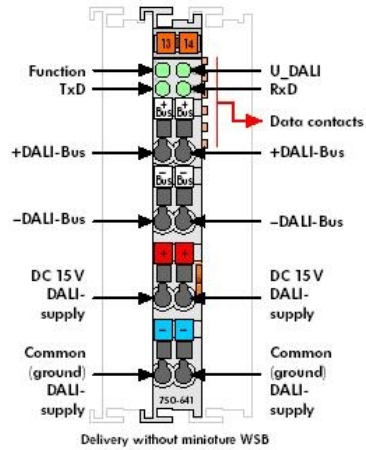 13 14
Function U_DALI
TxD RxD
+ +
Bus Bus
Data contacts
+DALI-Bus +DALI-Bus
– –
Bus Bus
–DALI-Bus –DALI-Bus
+ +
DC 15 V DC 15 V
DALI- DALI-
supply supply
– –
Common Common
(ground) (ground)
DALI- DALI-
supply supply
750-641
Delivery without miniature WSB